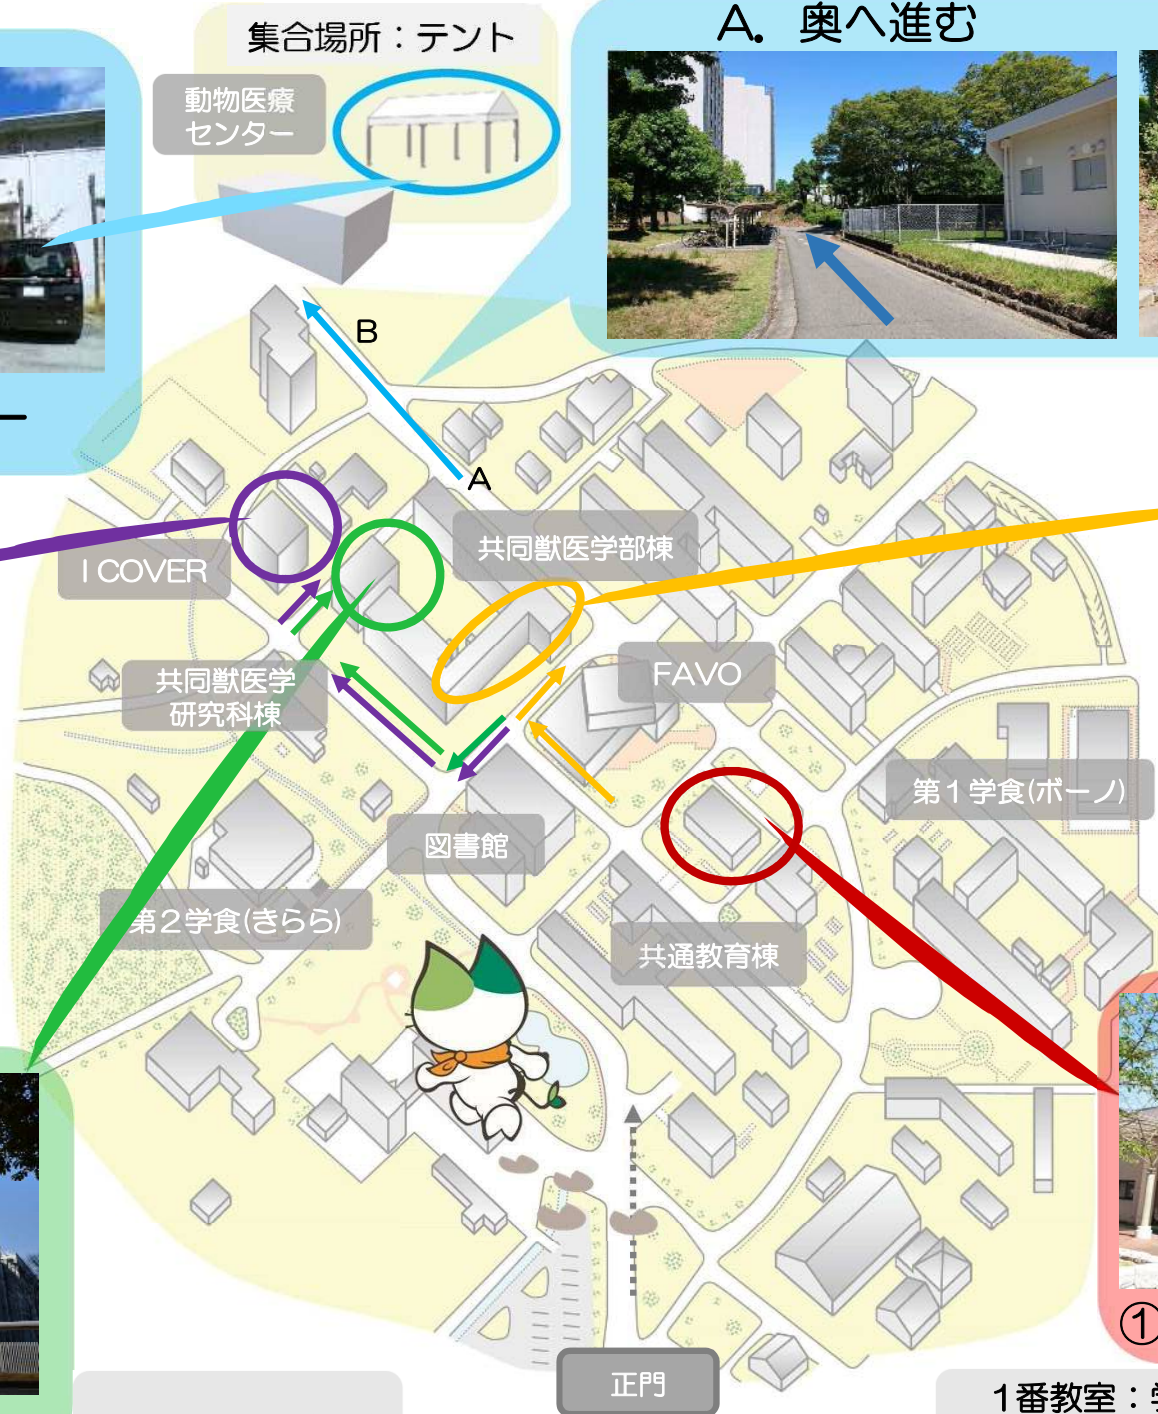 集合場所：テント
A. 奥へ進む
動物医療
センター
B
ー
A
共同獣医学部棟
I COVER
FAVO
共同獣医学
研究科棟
第１学食(ボーノ)
図書館
第２学食(きらら)
共通教育棟
①
正門
１番教室：学